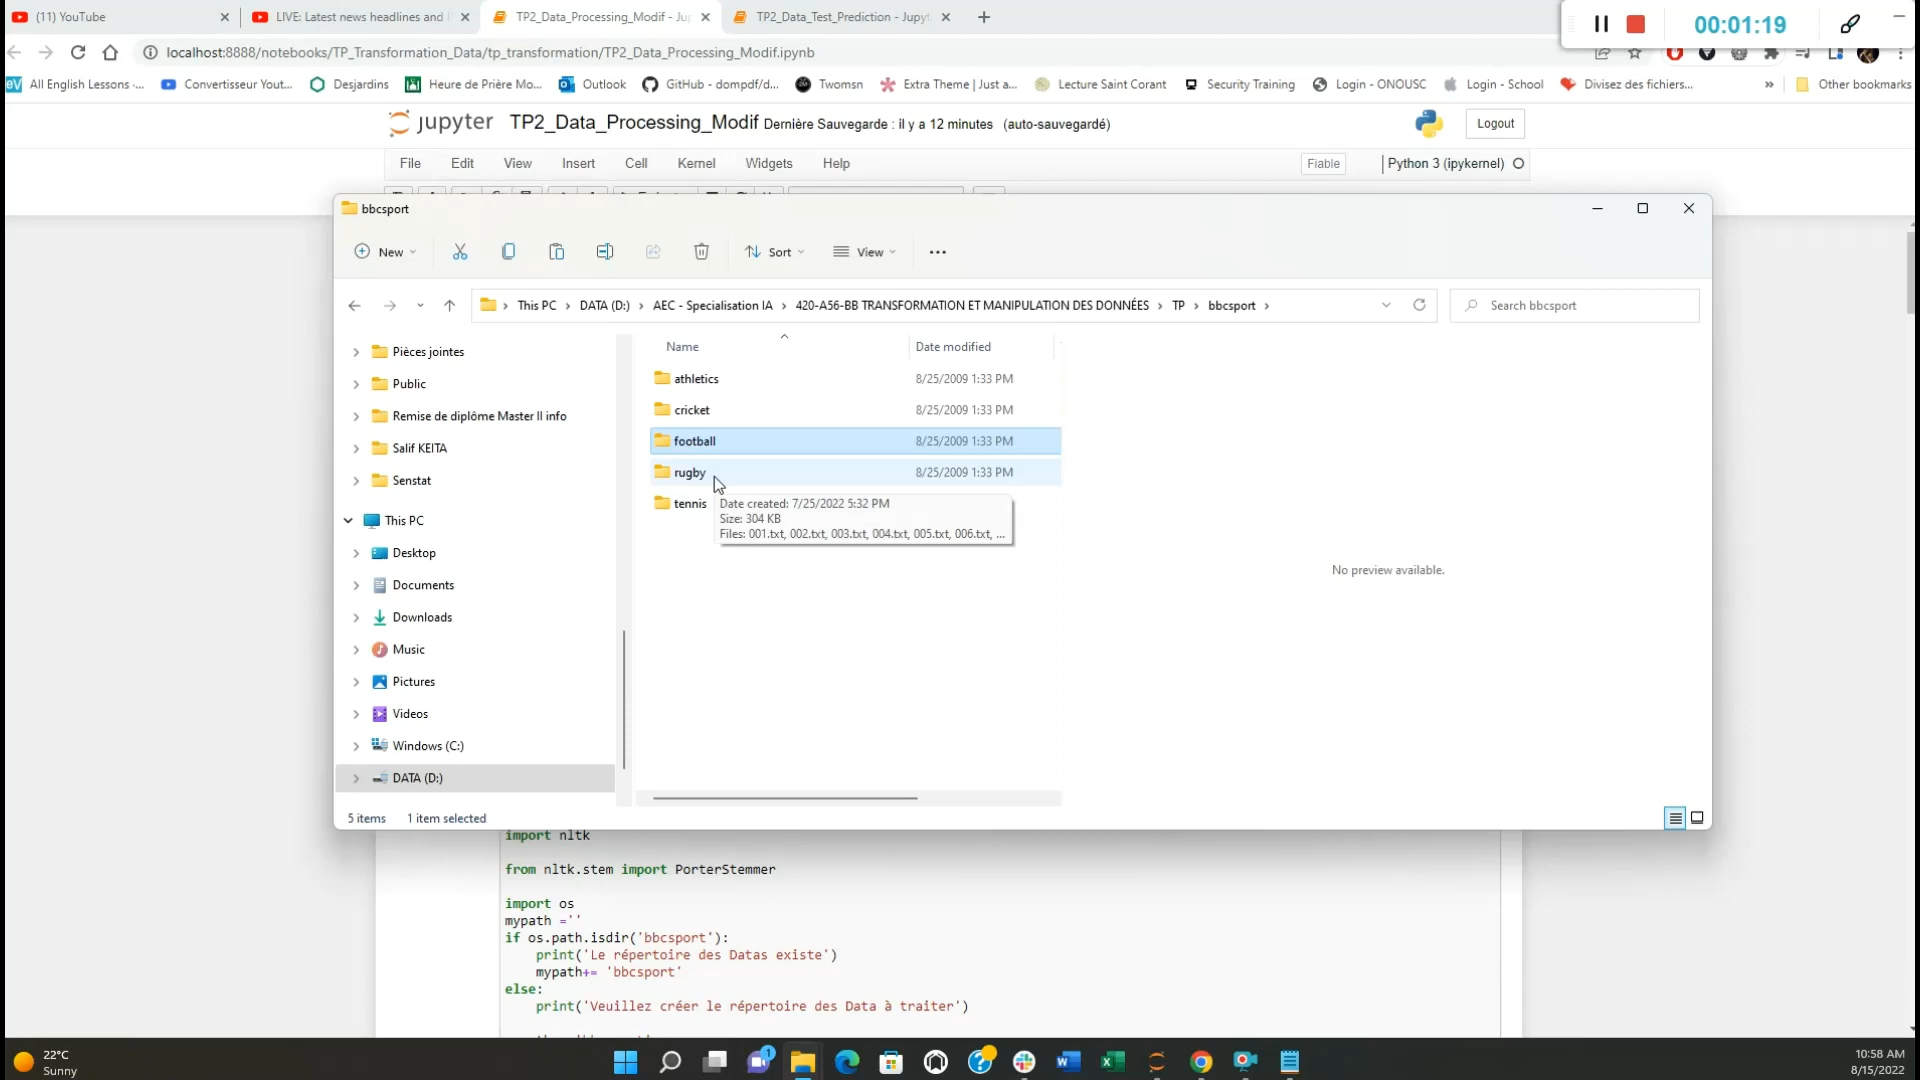 (11) YouTube
LIVE: Latest news headlines and
TP2_Data_Processing_Modif - Ju
TP2_Data_Test_Prediction - Jupyt
00:01:19
localhost:8888/notebooks/TP_Transformation_Data/tp_transformation/TP2_Data_Processing_Modif.ipynb
All English Lessons -...
Convertisseur Yout...
Desjardins
Heure de Prière Mo...
Outlook
GitHub - dompdf/d...
Twomsn
Extra Theme | Just a...
Lecture Saint Corant
Security Training
Login - ONOUSC
Login - School
Divisez des fichiers...
»
Other bookmarks
jupyter TP2_Data_Processing_Modif Dernière Sauvegarde : il y a 12 minutes (auto-sauvegardé)
Logout
File Edit View Insert Cell Kernel Widgets Help
Fiable
Python 3 (ipykernel)
bbcsport
New
Sort
View
This PC > DATA (D:) > AEC - Specialisation IA > 420-A56-BB TRANSFORMATION ET MANIPULATION DES DONNÉES > TP > bbcsport >
Search bbcsport
Pièces jointes
Public
Remise de diplôme Master II info
Salif KEITA
Senstat
This PC
Desktop
Documents
Downloads
Music
Pictures
Videos
Windows (C:)
DATA (D:)
Name Date modified
athletics 8/25/2009 1:33 PM
cricket 8/25/2009 1:33 PM
football 8/25/2009 1:33 PM
rugby 8/25/2009 1:33 PM
tennis
Date created: 7/25/2022 5:32 PM
Size: 304 KB
Files: 001.txt, 002.txt, 003.txt, 004.txt, 005.txt, 006.txt, ...
No preview available.
5 items 1 item selected
import nltk
from nltk.stem import PorterStemmer
import os
mypath =''
if os.path.isdir('bbcsport'):
print('Le répertoire des Datas existe')
mypath+= 'bbcsport'
else:
print('Veuillez créer le répertoire des Data à traiter')
22°C
Sunny
1
10:58 AM
8/15/2022